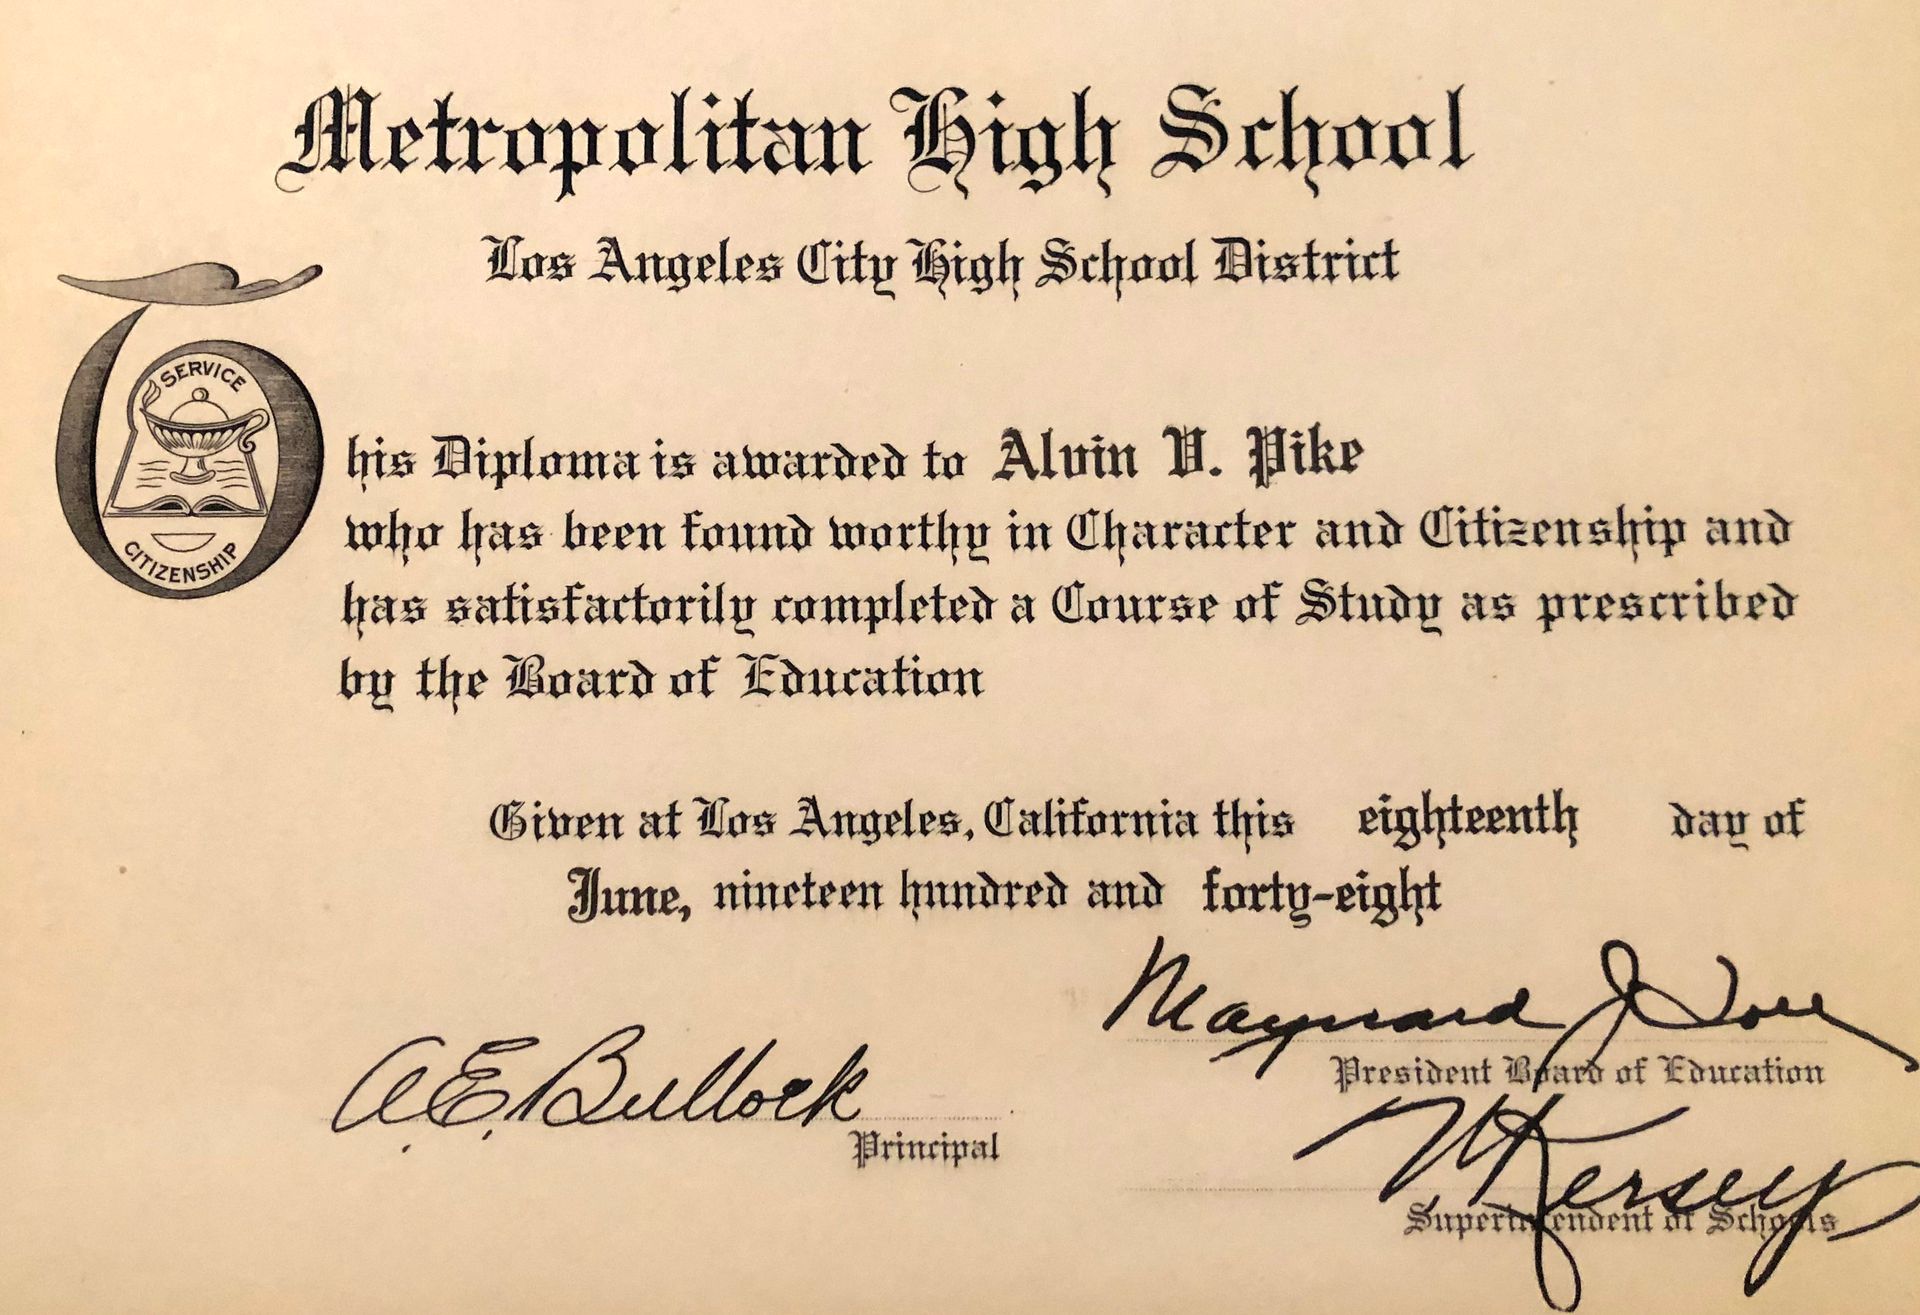 Metropolitan High School
Los Angeles City High School District
SERVICE
CITIZENSHIP
This Diploma is awarded to Alvin V. Pike
who has been found worthy in Character and Citizenship and
has satisfactorily completed a Course of Study as prescribed
by the Board of Education
Given at Los Angeles, California this eighteenth day of
June, nineteen hundred and forty-eight
Maynard J
President Board of Education
A. E. Bullock
Principal
Kersey
Superintendent of Schools